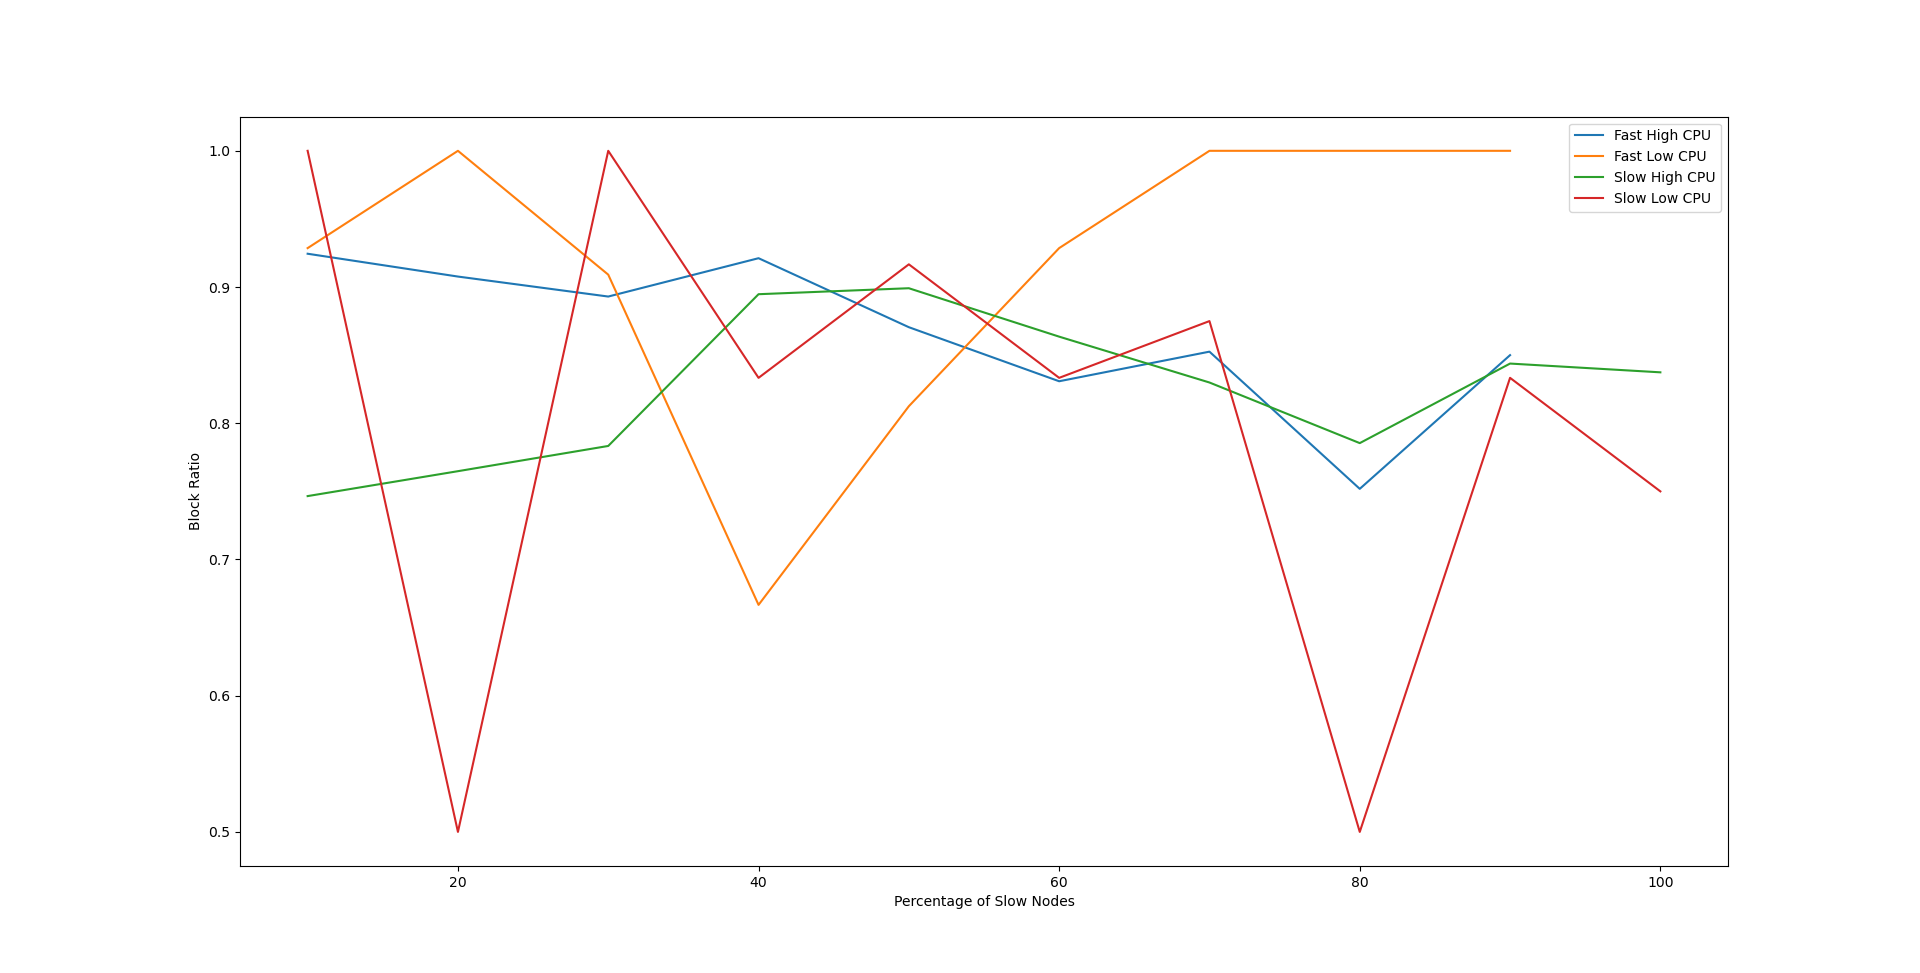 Fast High CPU
Fast Low CPU
Slow High CPU
Slow Low CPU
1.0
0.9
0.8
0.7
0.6
0.5
Block Ratio
20 40 60 80 100
Percentage of Slow Nodes